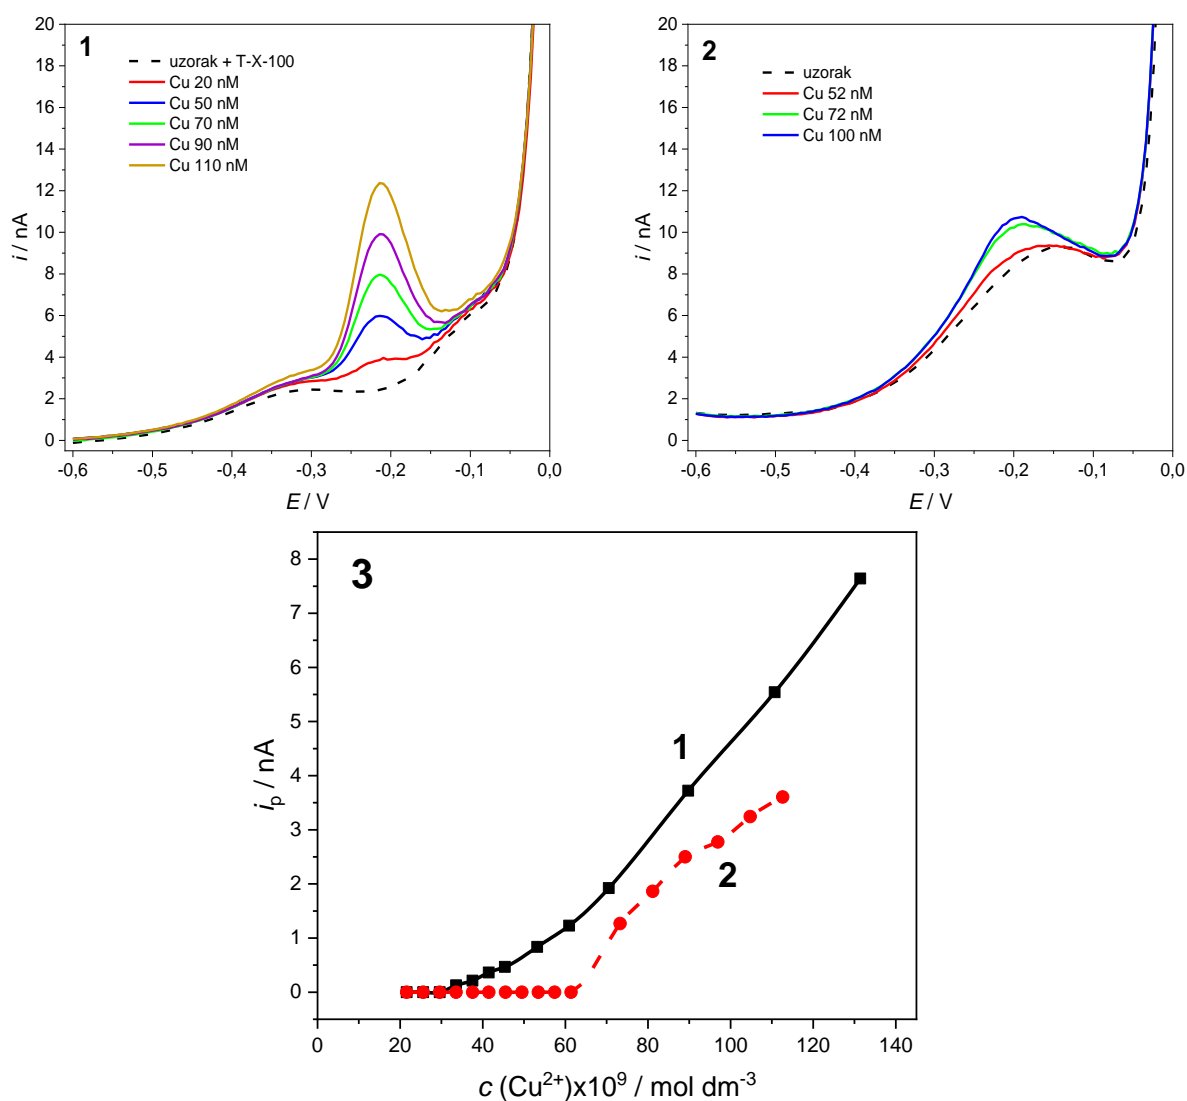 1
uzorak + T-X-100
Cu 20 nM
Cu 50 nM
Cu 70 nM
Cu 90 nM
Cu 110 nM
20
18
16
14
12
10
8
6
4
2
0
i / nA
-0,6 -0,5 -0,4 -0,3 -0,2 -0,1 0,0
E / V
2
uzorak
Cu 52 nM
Cu 72 nM
Cu 100 nM
20
18
16
14
12
10
8
6
4
2
0
i / nA
-0,6 -0,5 -0,4 -0,3 -0,2 -0,1 0,0
E / V
3
8
7
6
5
4
3
2
1
0
iₚ / nA
1
2
0 20 40 60 80 100 120 140
c (Cu²⁺)x10⁹ / mol dm⁻³